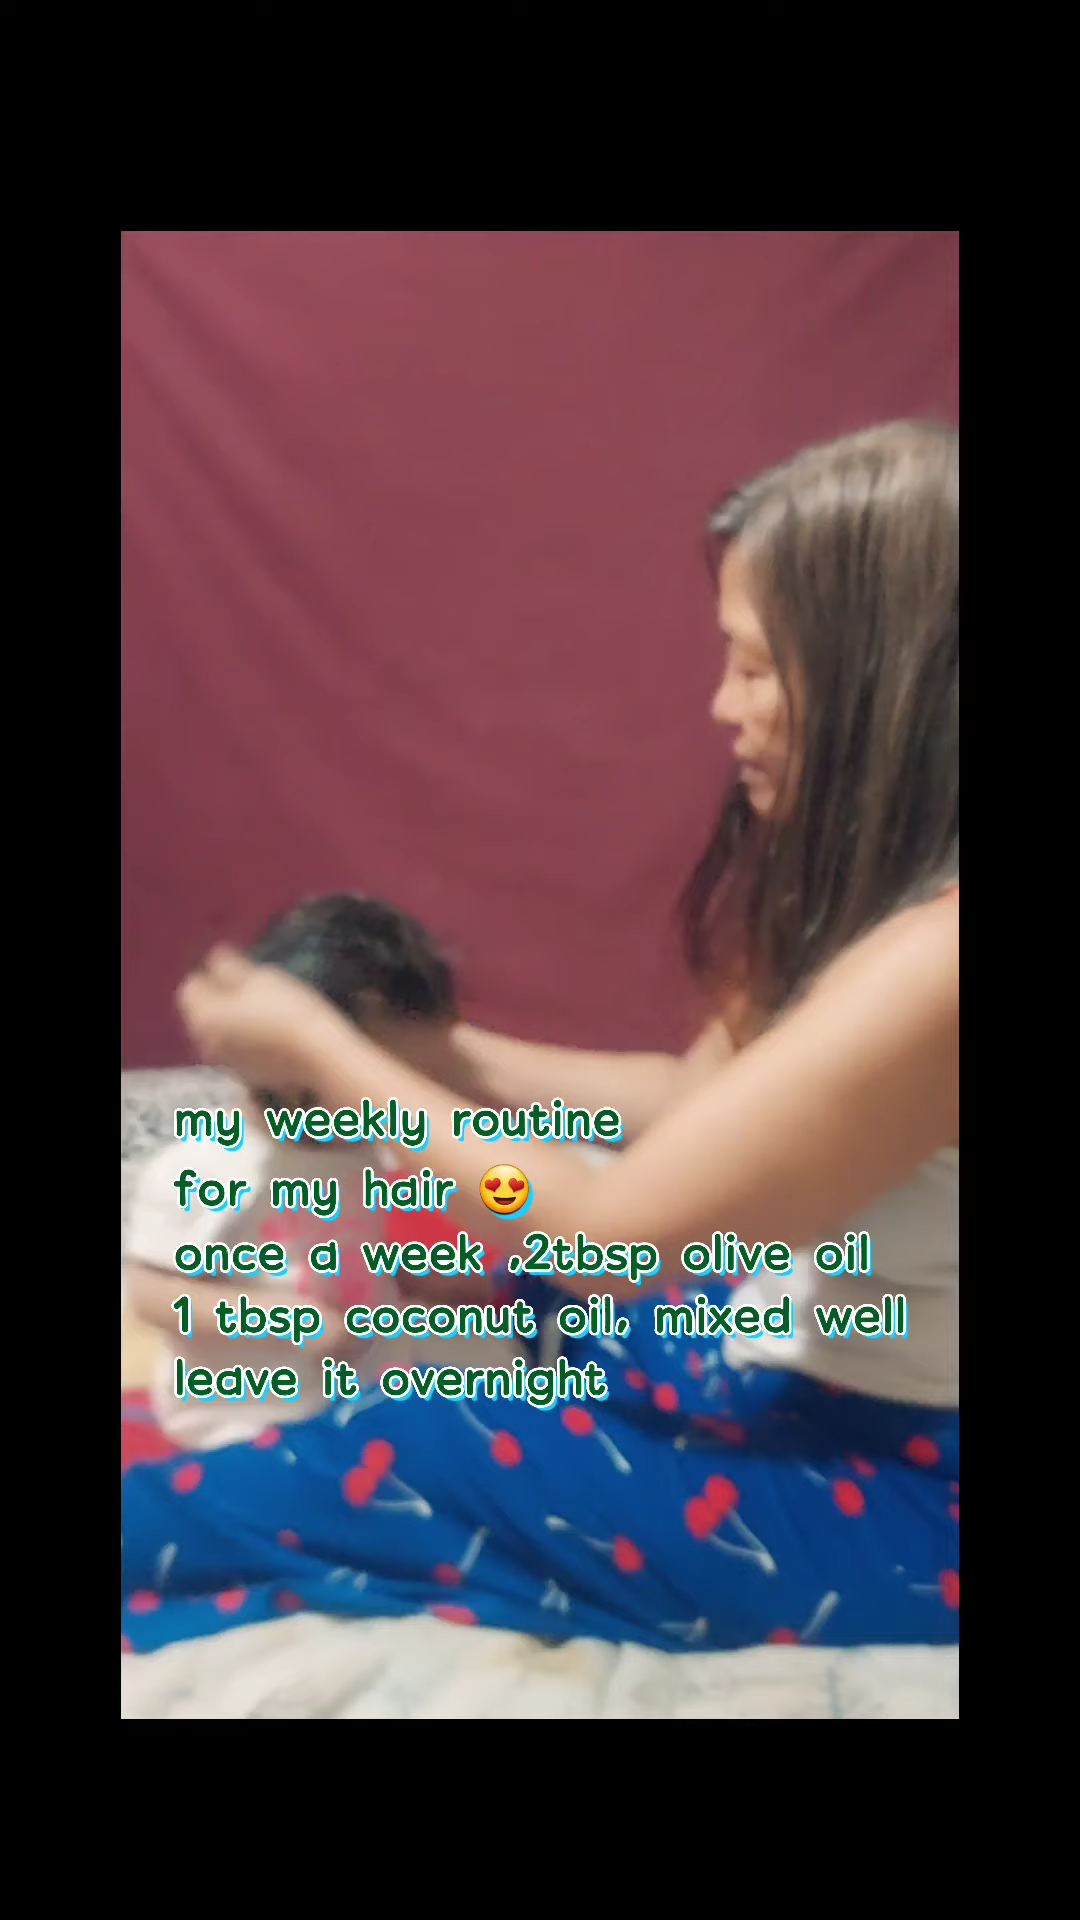 my weekly routine
for my hair 😍
once a week ,2tbsp olive oil
1 tbsp coconut oil, mixed well
leave it overnight